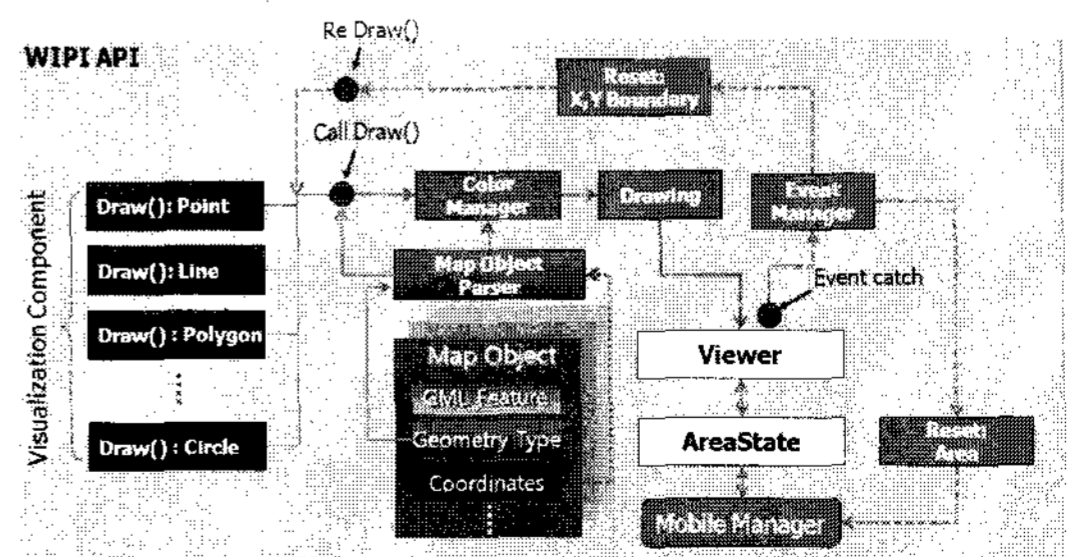 Re Draw()
WIPI API
Reset:
X,Y Boundary
Call Draw()
Color
Manager
Drawing
Event
Manager
Visualization Component
Draw(): Point
Draw(): Line
Draw() : Polygon
Draw() : Circle
Map Object
Parser
Event catch
Map Object
GML Feature
Geometry Type
Coordinates
Viewer
AreaState
Reset:
Area
Mobile Manager